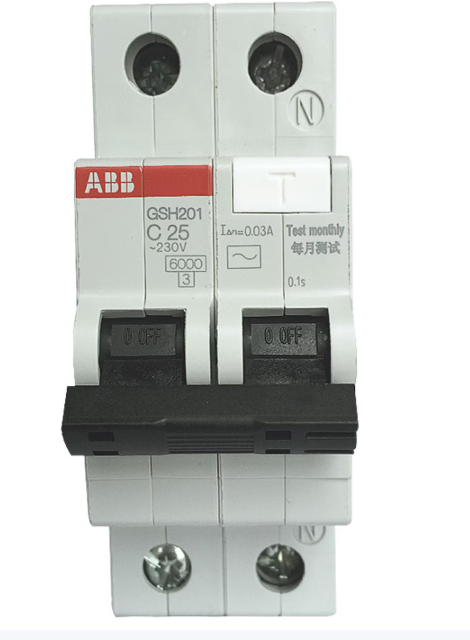 N
ABB
T
GSH201
C 25
~230V
6000
3
I∆n=0.03A
Test monthly
每月测试
0.1s
0 OFF
0 OFF
N